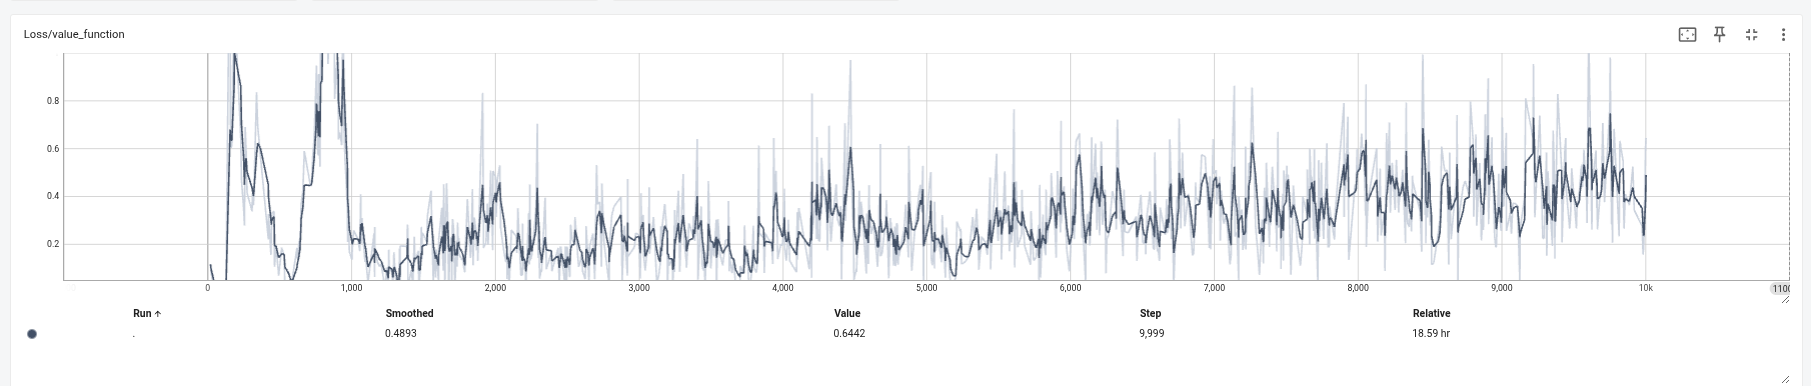 Loss/value_function
0.8
0.6
0.4
0.2
0 1,000 2,000 3,000 4,000 5,000 6,000 7,000 8,000 9,000 10k 1100
Run ↑ Smoothed Value Step Relative
. 0.4893 0.6442 9,999 18.59 hr